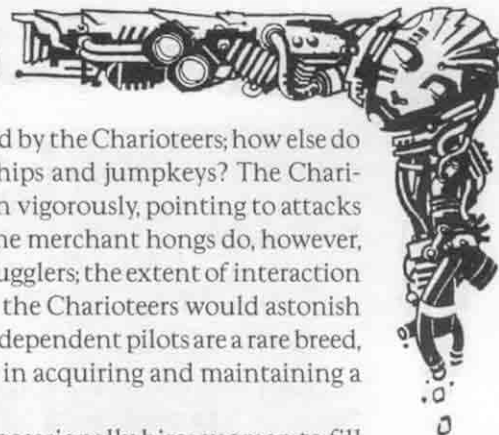 d by the Charioteers; how else do
hips and jumpkeys? The Chari-
n vigorously, pointing to attacks
ne merchant hongs do, however,
ugglers; the extent of interaction
the Charioteers would astonish
dependent pilots are a rare breed,
in acquiring and maintaining a